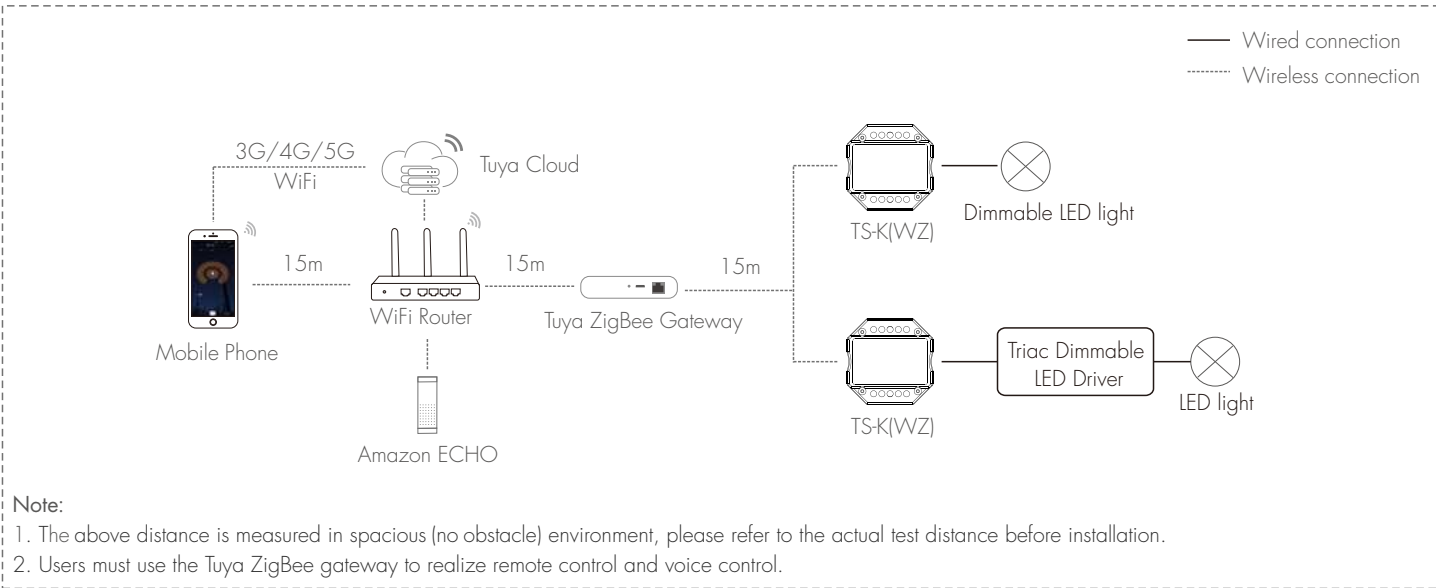 Wired connection
Wireless connection
3G/4G/5G
WiFi
Tuya Cloud
15m
15m
15m
Mobile Phone
WiFi Router
Tuya ZigBee Gateway
Amazon ECHO
TS-K(WZ)
Dimmable LED light
TS-K(WZ)
Triac Dimmable
LED Driver
LED light
Note:
1. The above distance is measured in spacious (no obstacle) environment, please refer to the actual test distance before installation.
2. Users must use the Tuya ZigBee gateway to realize remote control and voice control.